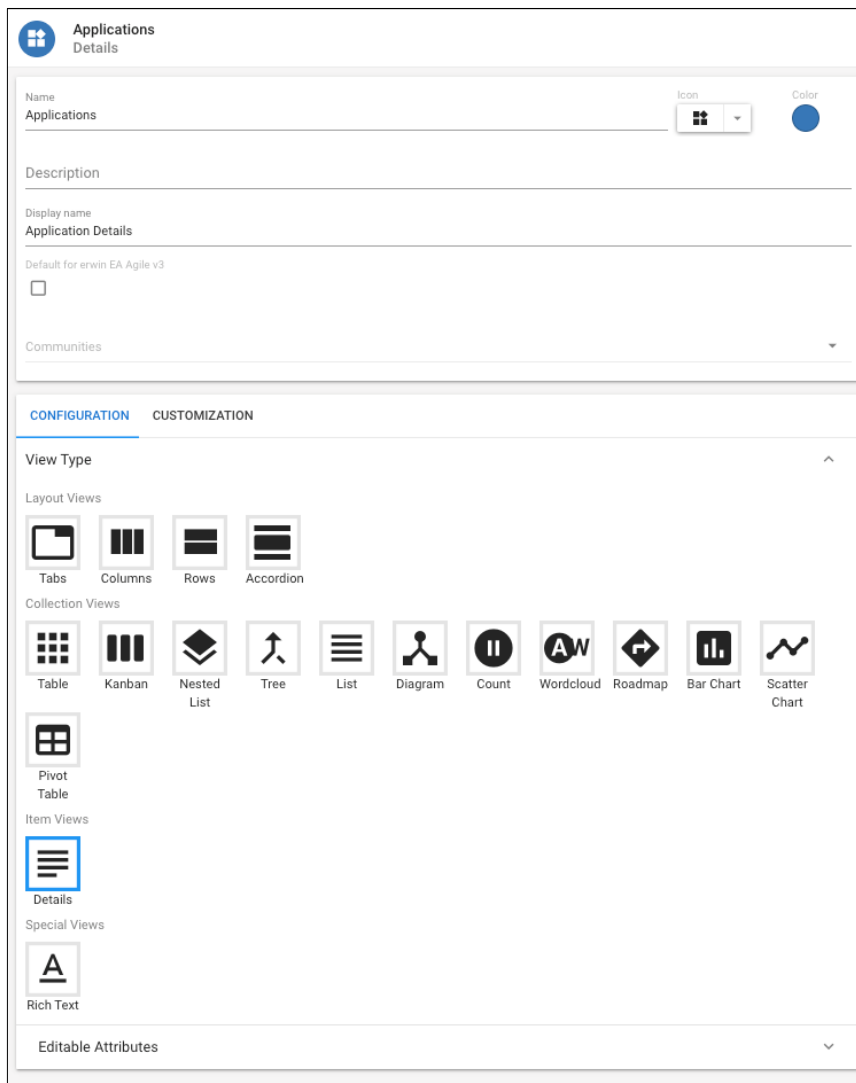 Applications
Details
Name
Icon
Color
Applications
Description
Display name
Application Details
Default for erwin EA Agile v3
Communities
CONFIGURATION CUSTOMIZATION
View Type
Layout Views
Tabs Columns Rows Accordion
Collection Views
AW
Table Kanban Nested List Tree List Diagram Count Wordcloud Roadmap Bar Chart Scatter Chart
Pivot Table
Item Views
Details
Special Views
A
Rich Text
Editable Attributes